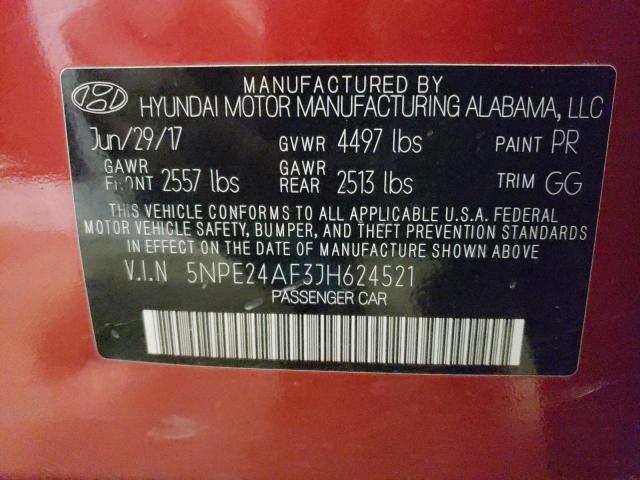 MANUFACTURED BY
HYUNDAI MOTOR MANUFACTURING ALABAMA, LLC
Jun/29/17 GVWR 4497 lbs PAINT PR
GAWR FRONT 2557 lbs GAWR REAR 2513 lbs TRIM GG
THIS VEHICLE CONFORMS TO ALL APPLICABLE U.S.A. FEDERAL
MOTOR VEHICLE SAFETY, BUMPER, AND THEFT PREVENTION STANDARDS
IN EFFECT ON THE DATE OF MANUFACTURE SHOWN ABOVE
V.I.N 5NPE24AF3JH624521
PASSENGER CAR